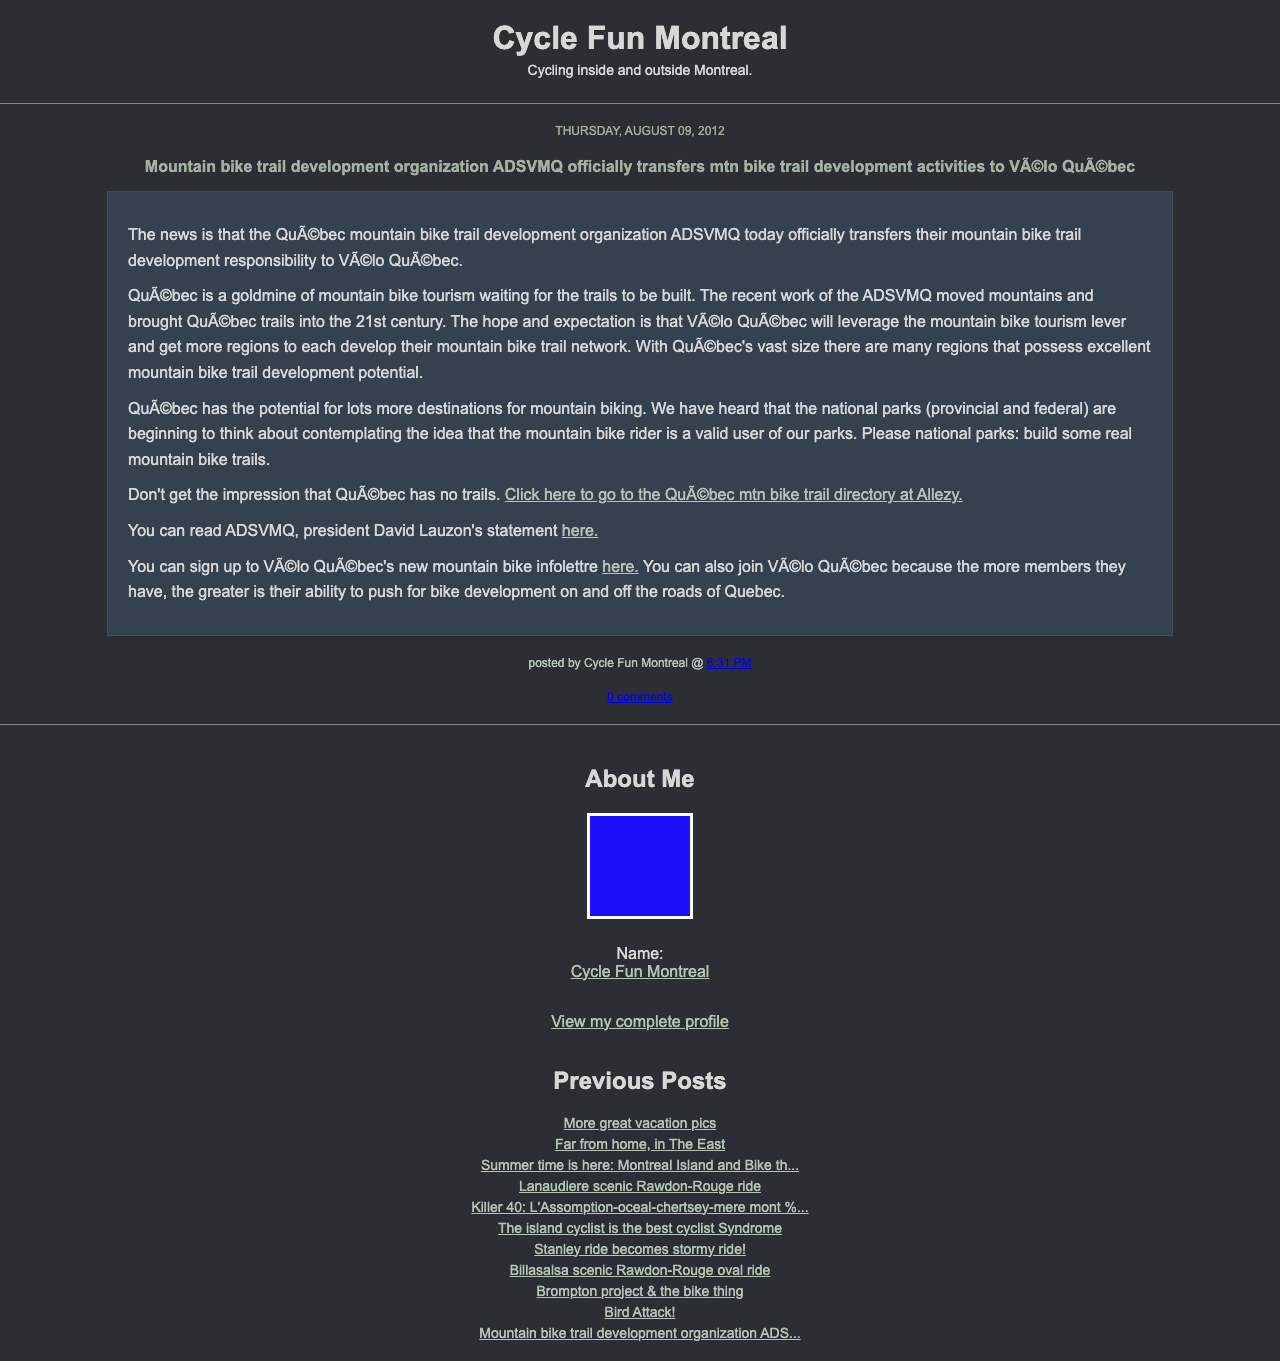 Cycle Fun Montreal
Cycling inside and outside Montreal.
THURSDAY, AUGUST 09, 2012
Mountain bike trail development organization ADSVMQ officially transfers mtn bike trail development activities to VÃ©lo QuÃ©bec
The news is that the QuÃ©bec mountain bike trail development organization ADSVMQ today officially transfers their mountain bike trail
development responsibility to VÃ©lo QuÃ©bec.
QuÃ©bec is a goldmine of mountain bike tourism waiting for the trails to be built. The recent work of the ADSVMQ moved mountains and
brought QuÃ©bec trails into the 21st century. The hope and expectation is that VÃ©lo QuÃ©bec will leverage the mountain bike tourism lever
and get more regions to each develop their mountain bike trail network. With QuÃ©bec's vast size there are many regions that possess excellent
mountain bike trail development potential.
QuÃ©bec has the potential for lots more destinations for mountain biking. We have heard that the national parks (provincial and federal) are
beginning to think about contemplating the idea that the mountain bike rider is a valid user of our parks. Please national parks: build some real
mountain bike trails.
Don't get the impression that QuÃ©bec has no trails. Click here to go to the QuÃ©bec mtn bike trail directory at Allezy.
You can read ADSVMQ, president David Lauzon's statement here.
You can sign up to VÃ©lo QuÃ©bec's new mountain bike infolettre here. You can also join VÃ©lo QuÃ©bec because the more members they
have, the greater is their ability to push for bike development on and off the roads of Quebec.
posted by Cycle Fun Montreal @ 6:31 PM
0 comments
About Me
Name:
Cycle Fun Montreal
View my complete profile
Previous Posts
More great vacation pics
Far from home, in The East
Summer time is here: Montreal Island and Bike th...
Lanaudiere scenic Rawdon-Rouge ride
Killer 40: L'Assomption-oceal-chertsey-mere mont %...
The island cyclist is the best cyclist Syndrome
Stanley ride becomes stormy ride!
Billasalsa scenic Rawdon-Rouge oval ride
Brompton project & the bike thing
Bird Attack!
Mountain bike trail development organization ADS...